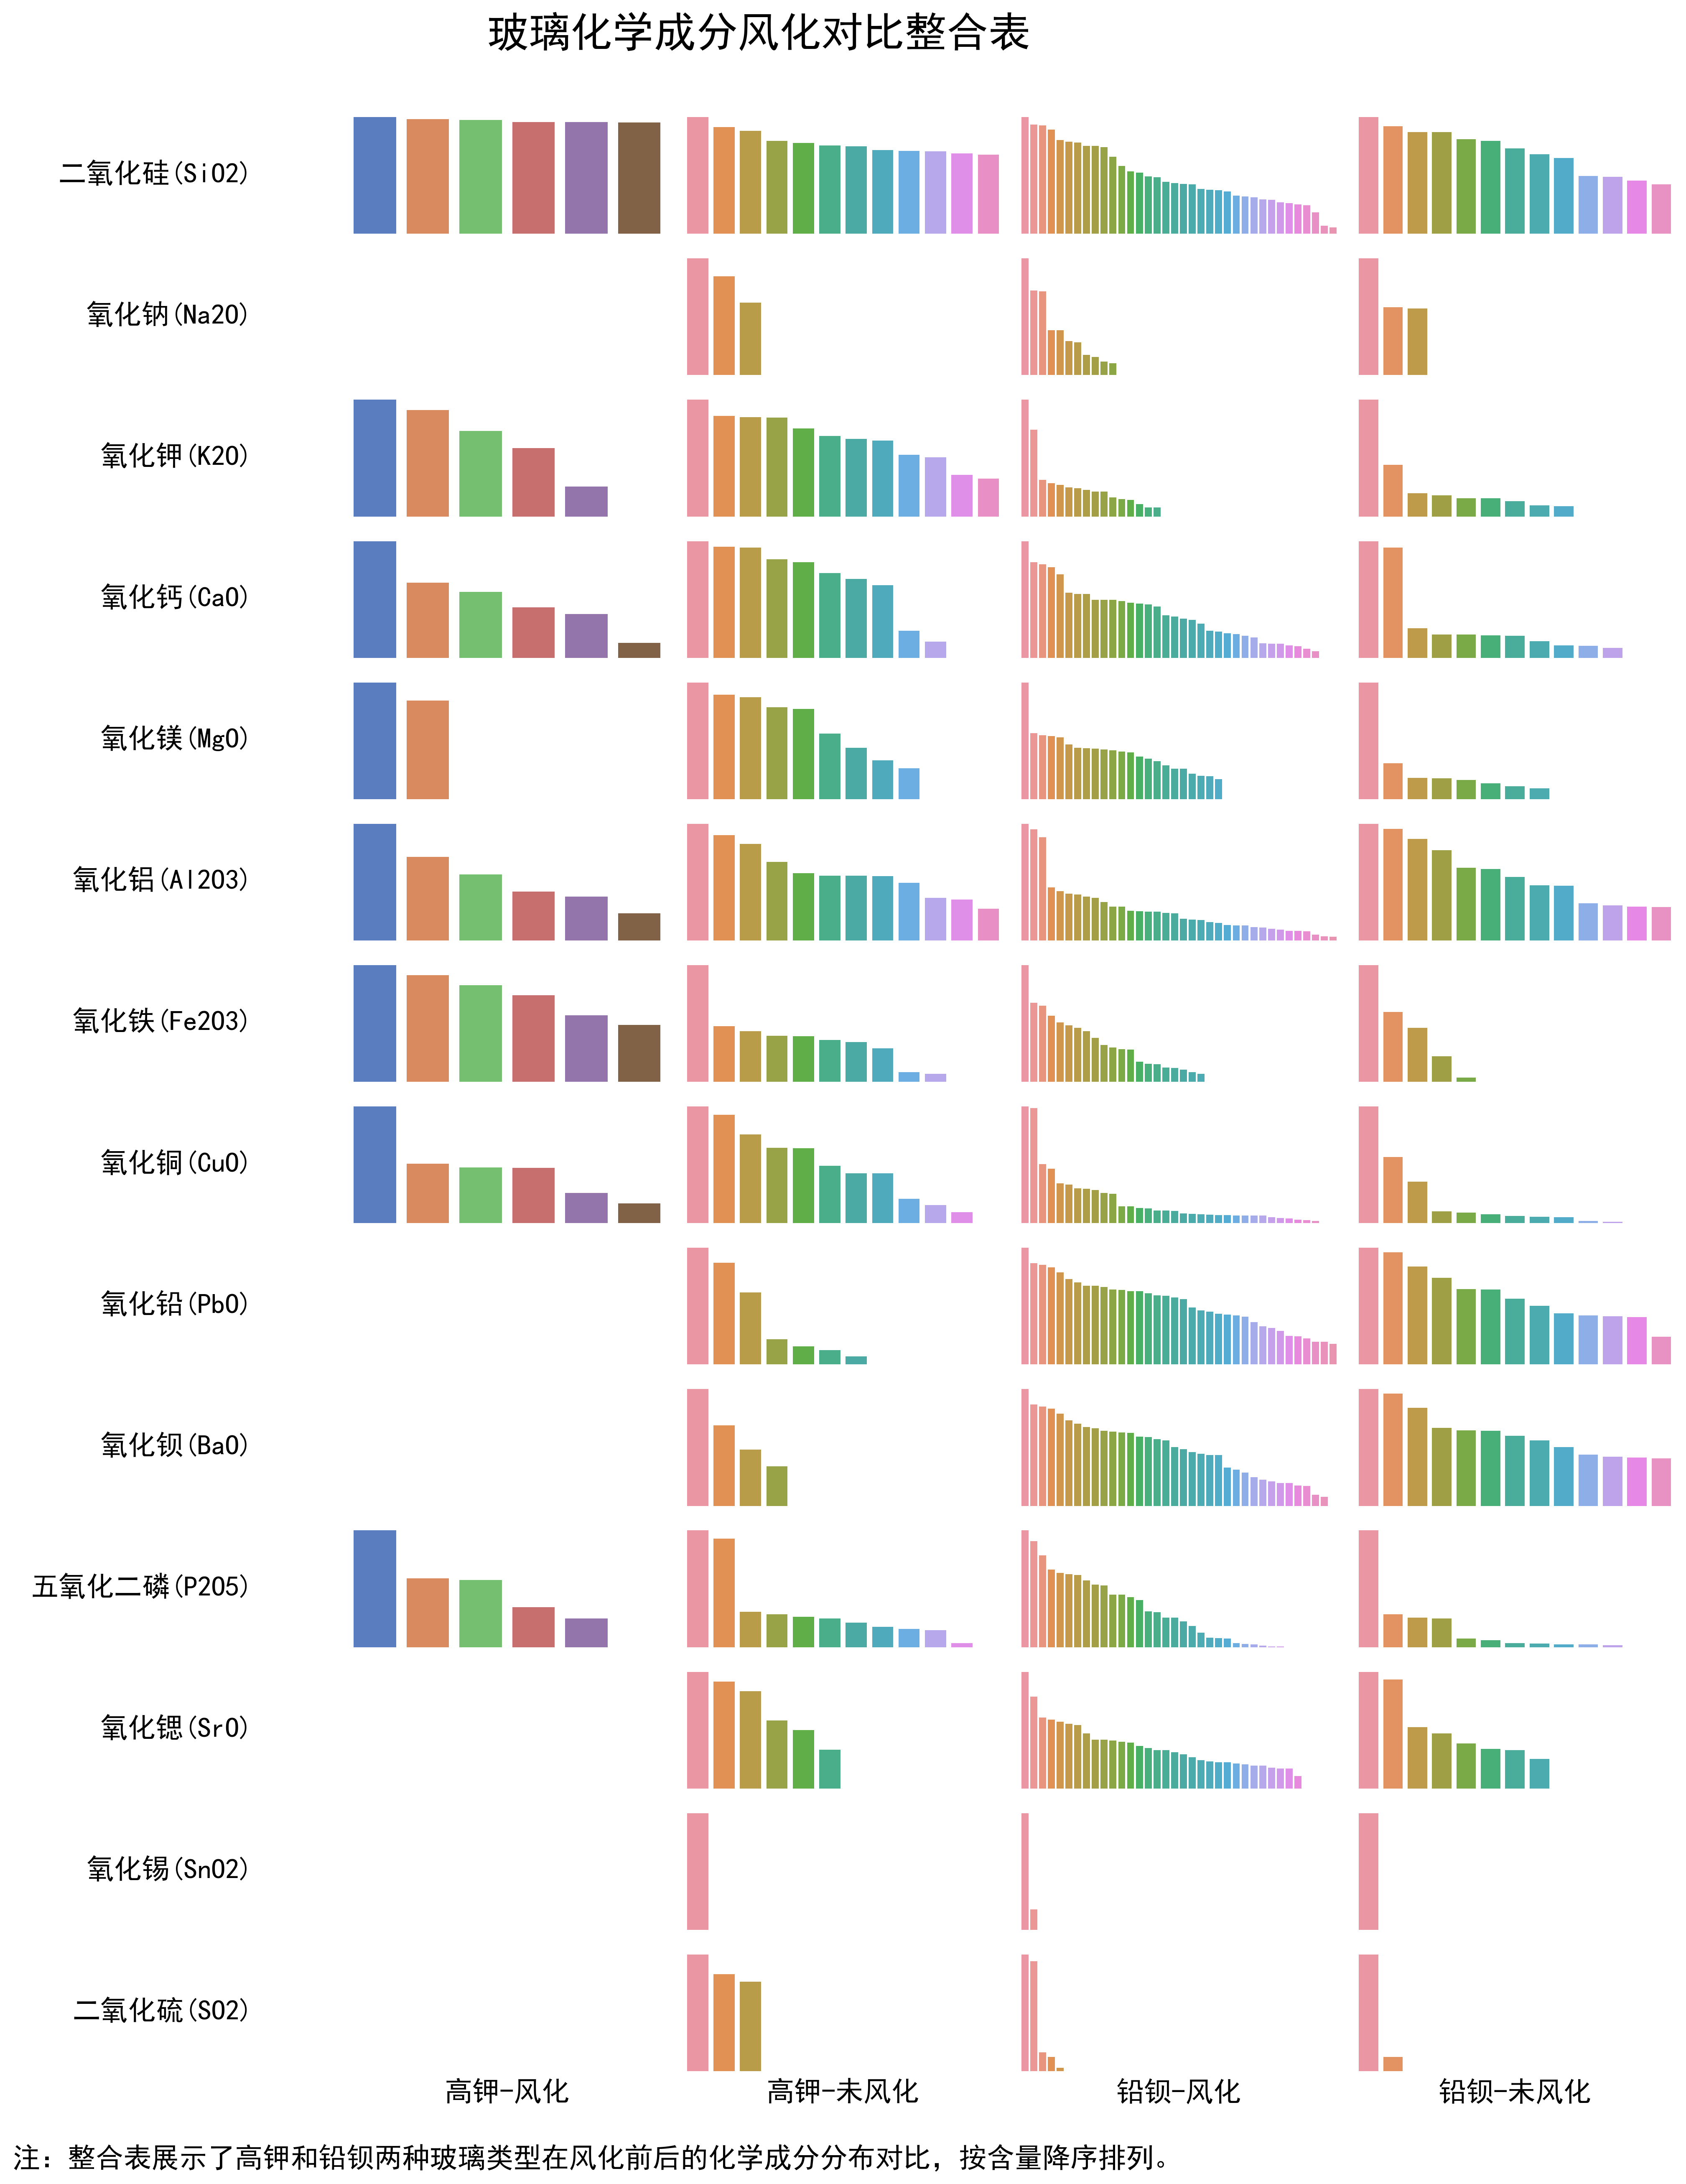 玻璃化学成分风化对比整合表
二氧化硅(SiO2)
氧化钠(Na2O)
氧化钾(K2O)
氧化钙(CaO)
氧化镁(MgO)
氧化铝(Al2O3)
氧化铁(Fe2O3)
氧化铜(CuO)
氧化铅(PbO)
氧化钡(BaO)
五氧化二磷(P2O5)
氧化锶(SrO)
氧化锡(SnO2)
二氧化硫(SO2)
高钾-风化 高钾-未风化 铅钡-风化 铅钡-未风化
注：整合表展示了高钾和铅钡两种玻璃类型在风化前后的化学成分分布对比，按含量降序排列。